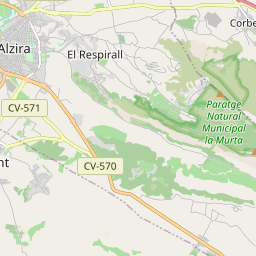 Corbe
Alzira
El Respirall
CV-571
Paratge
Natural
Municipal
la Murta
nt
CV-570